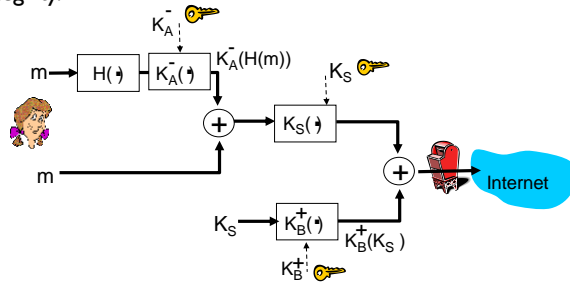 K_A^-
m H(·) K_A^-(·) K_A^-(H(m))
K_S
+ K_S(·)
m + Internet
K_S K_B^+(·) K_B^+(K_S)
K_B^+